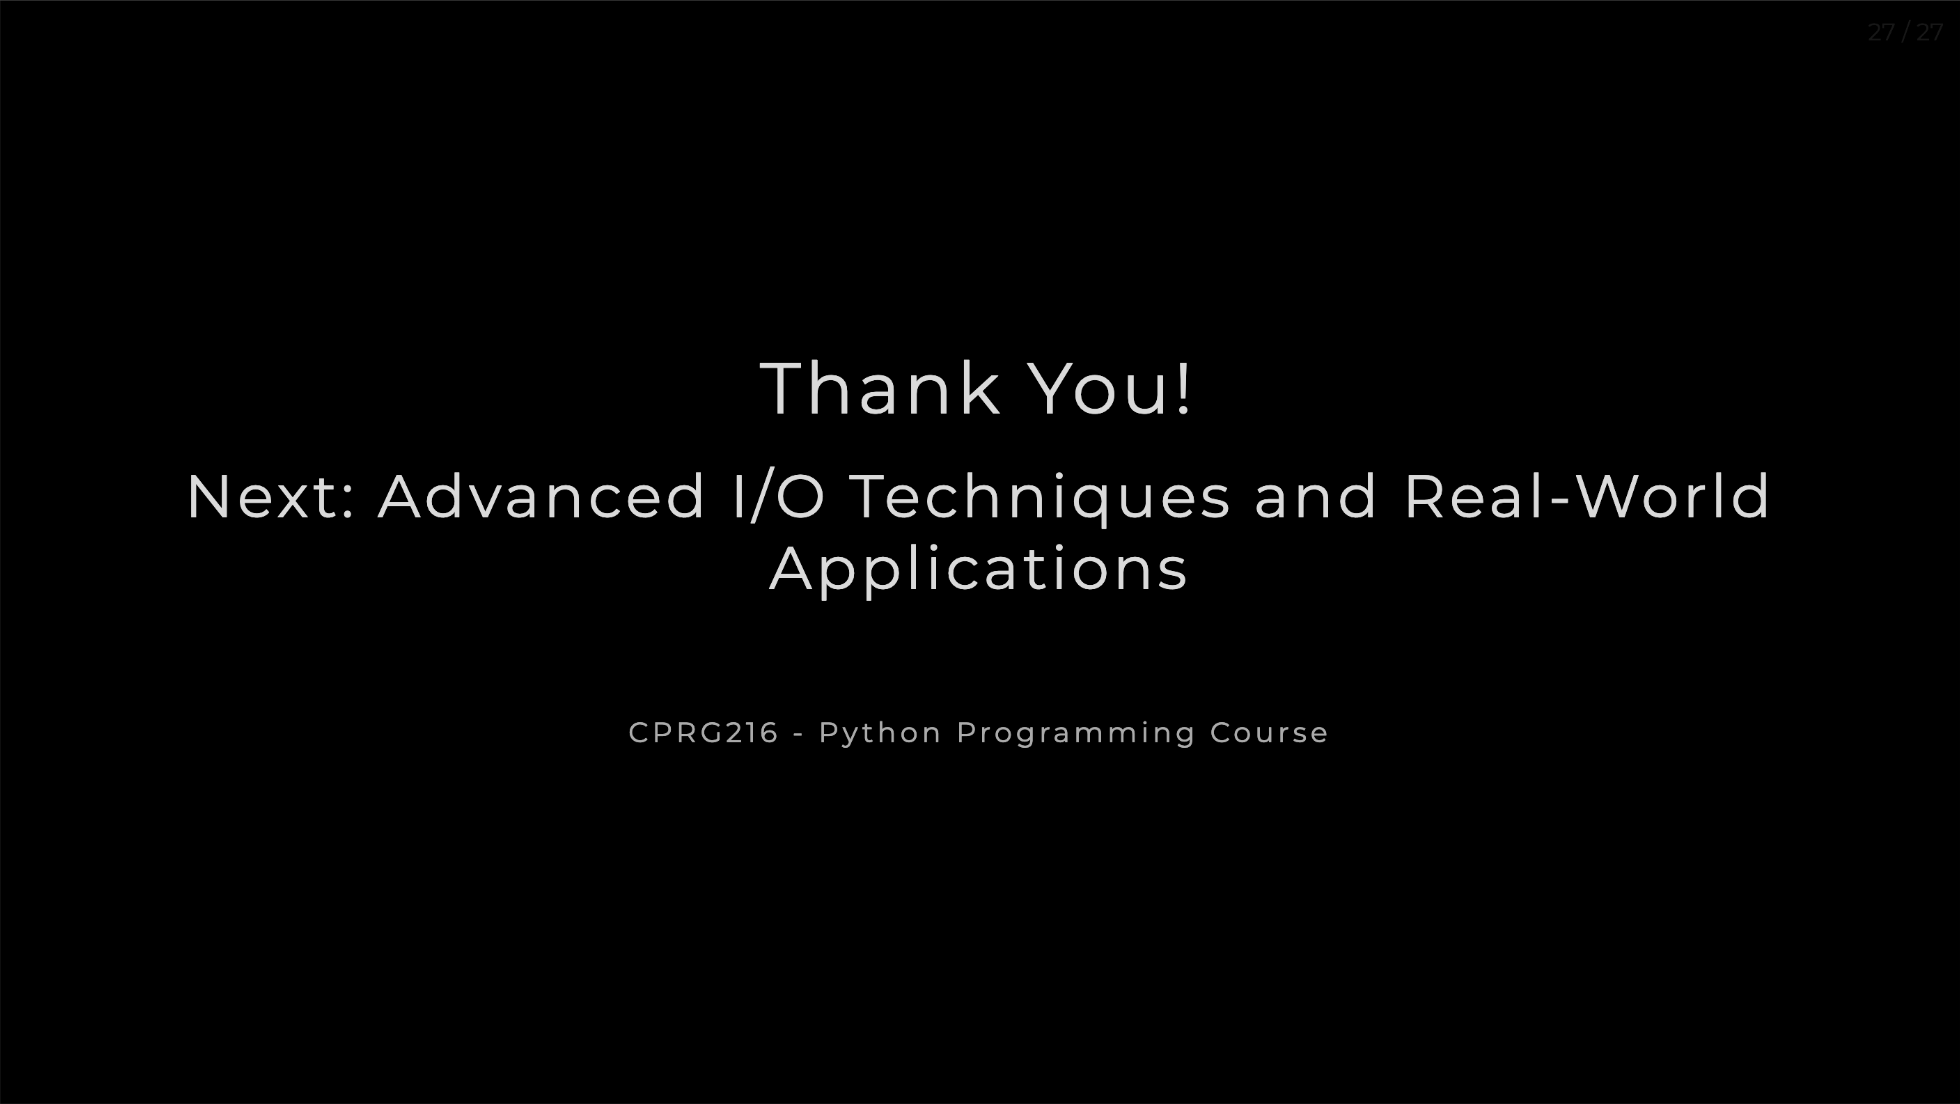 27 / 27
Thank You!
Next: Advanced I/O Techniques and Real-World
Applications
CPRG216 - Python Programming Course